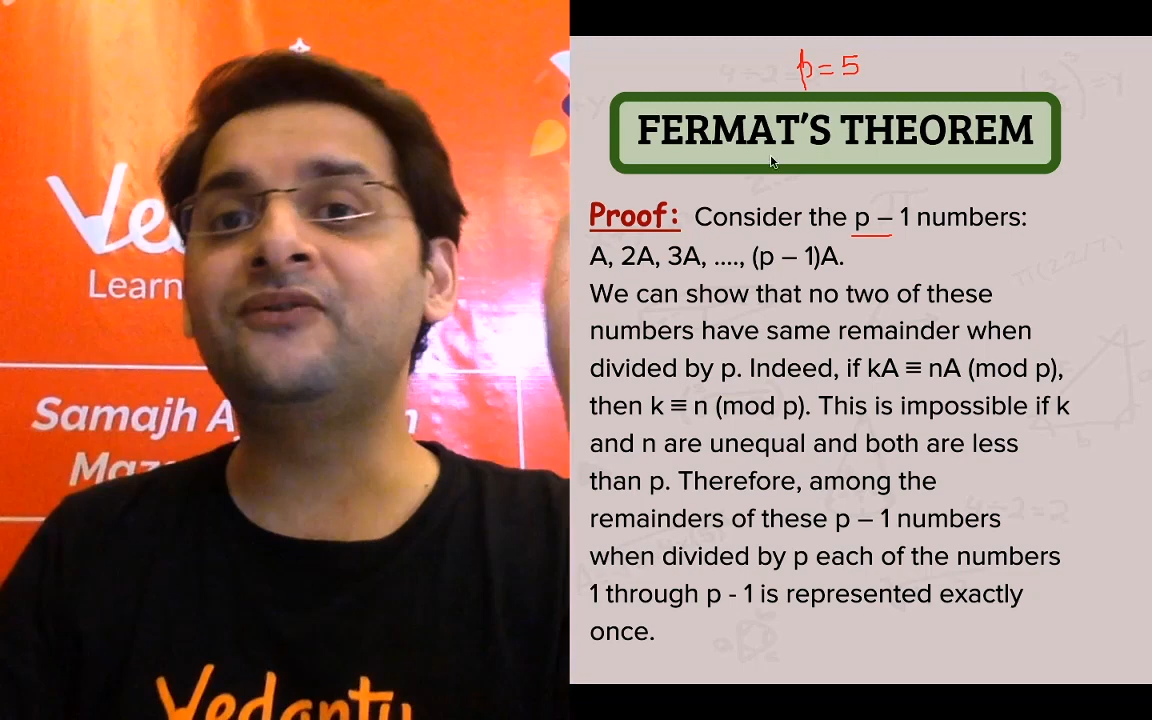 p = 5
FERMAT'S THEOREM
Proof: Consider the p – 1 numbers:
A, 2A, 3A, ...., (p – 1)A.
We can show that no two of these
numbers have same remainder when
divided by p. Indeed, if kA ≡ nA (mod p),
then k ≡ n (mod p). This is impossible if k
and n are unequal and both are less
than p. Therefore, among the
remainders of these p – 1 numbers
when divided by p each of the numbers
1 through p - 1 is represented exactly
once.
Learn
Samajh
Vedantu